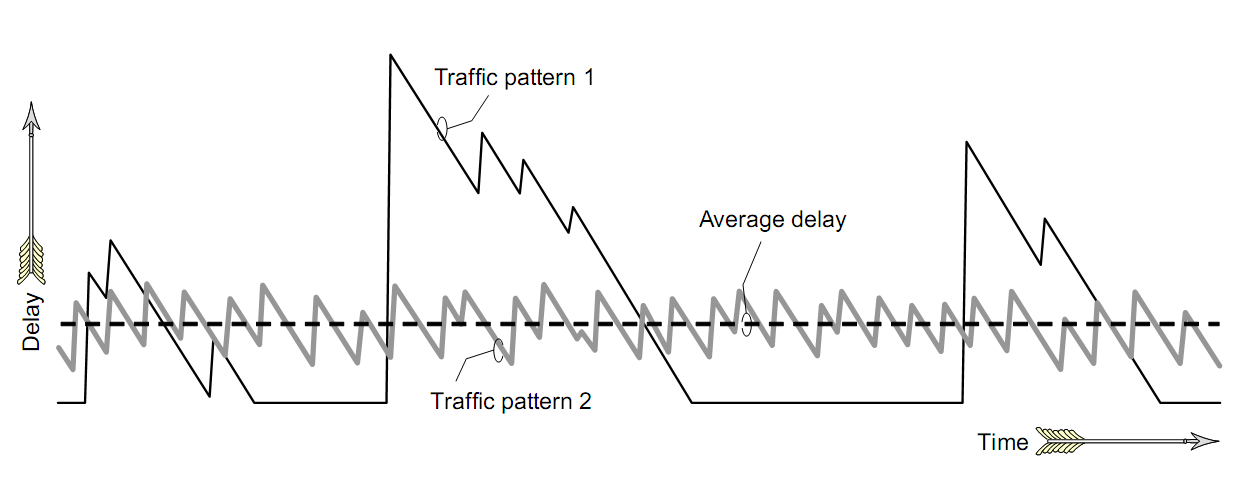 Traffic pattern 1
Average delay
Delay
Traffic pattern 2
Time